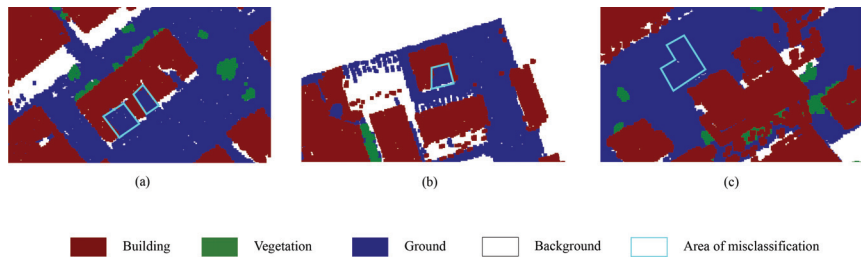 (a) (b) (c)
Building Vegetation Ground Background Area of misclassification